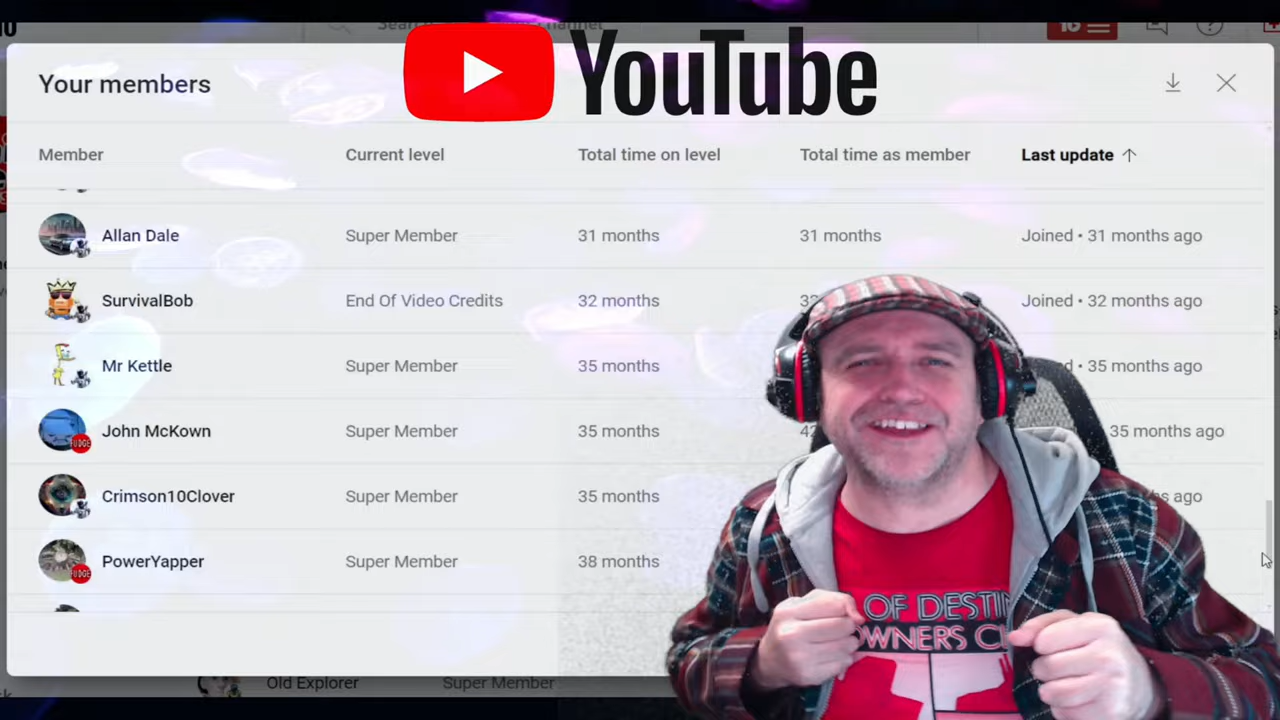 YouTube
Your members
Member Current level Total time on level Total time as member Last update
Allan Dale Super Member 31 months 31 months Joined • 31 months ago
SurvivalBob End Of Video Credits 32 months Joined • 32 months ago
Mr Kettle Super Member 35 months • 35 months ago
John McKown Super Member 35 months 35 months ago
Crimson10Clover Super Member 35 months ago
PowerYapper Super Member 38 months
OF DESTIN
OWNERS CL
Old Explorer Super Member